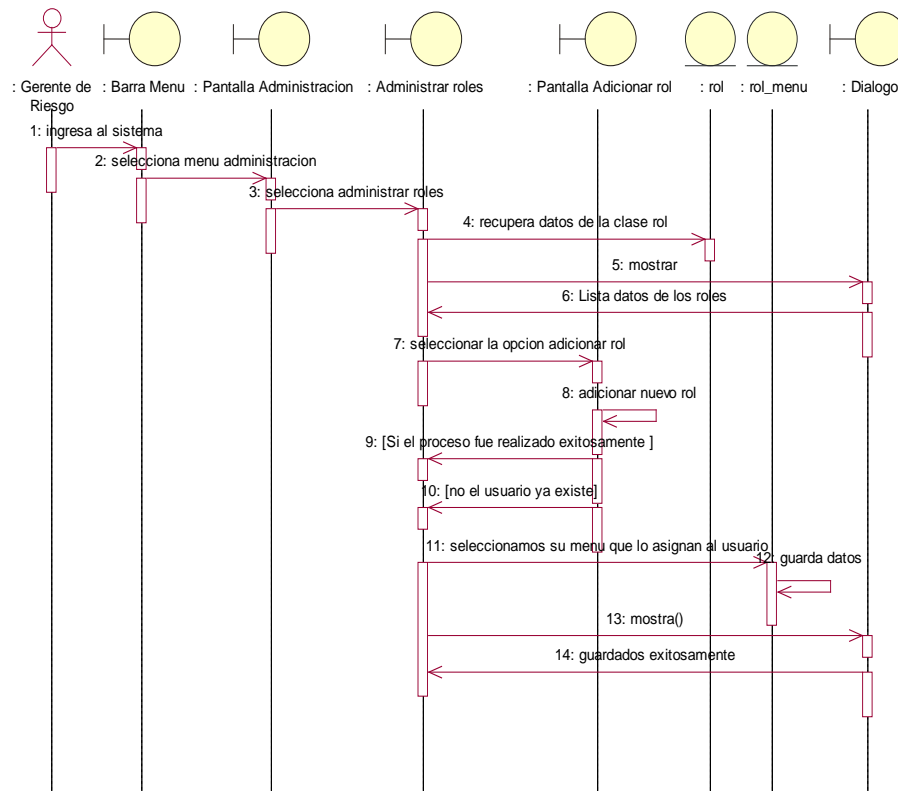 : Gerente de Riesgo
: Barra Menu
: Pantalla Administracion
: Administrar roles
: Pantalla Adicionar rol
: rol
: rol_menu
: Dialogo
1: ingresa al sistema
2: selecciona menu administracion
3: selecciona administrar roles
4: recupera datos de la clase rol
5: mostrar
6: Lista datos de los roles
7: seleccionar la opcion adicionar rol
8: adicionar nuevo rol
9: [Si el proceso fue realizado exitosamente ]
10: [no el usuario ya existe]
11: seleccionamos su menu que lo asignan al usuario
12: guarda datos
13: mostra()
14: guardados exitosamente